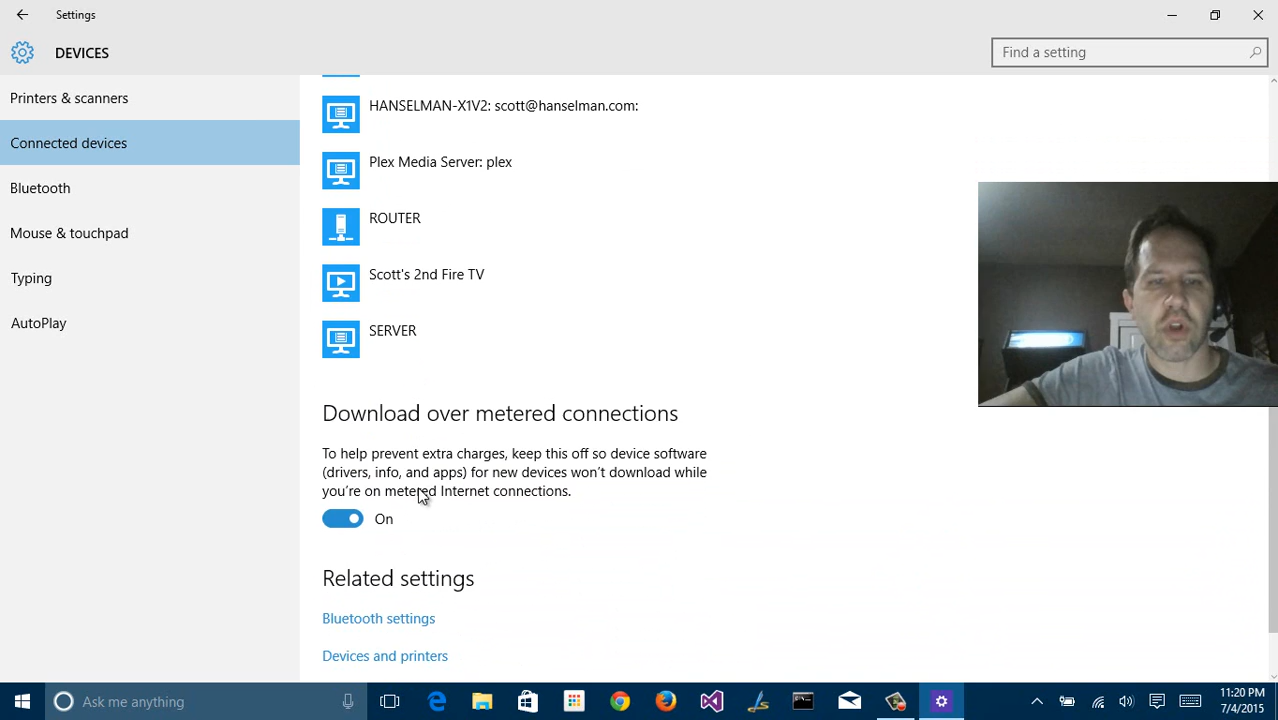 Settings
DEVICES
Find a setting
Printers & scanners
Connected devices
Bluetooth
Mouse & touchpad
Typing
AutoPlay
HANSELMAN-X1V2: scott@hanselman.com:
Plex Media Server: plex
ROUTER
Scott's 2nd Fire TV
SERVER
Download over metered connections
To help prevent extra charges, keep this off so device software
(drivers, info, and apps) for new devices won't download while
you're on metered Internet connections.
On
Related settings
Bluetooth settings
Devices and printers
Ask me anything
11:20 PM
7/4/2015